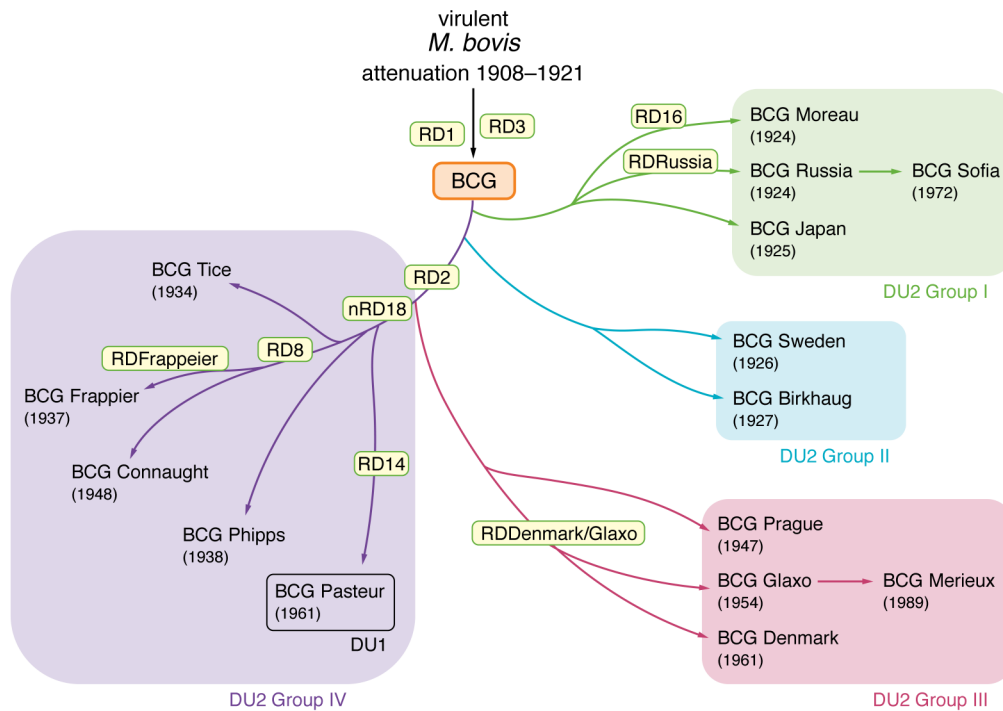 virulent
M. bovis
attenuation 1908–1921
RD1
RD3
BCG
RD16
RDRussia
BCG Moreau
(1924)
BCG Russia
(1924)
BCG Sofia
(1972)
BCG Japan
(1925)
DU2 Group I
RD2
nRD18
BCG Tice
(1934)
RD8
RDFrappeier
BCG Frappier
(1937)
BCG Connaught
(1948)
RD14
BCG Phipps
(1938)
BCG Pasteur
(1961)
DU1
DU2 Group IV
BCG Sweden
(1926)
BCG Birkhaug
(1927)
DU2 Group II
RDDenmark/Glaxo
BCG Prague
(1947)
BCG Glaxo
(1954)
BCG Merieux
(1989)
BCG Denmark
(1961)
DU2 Group III